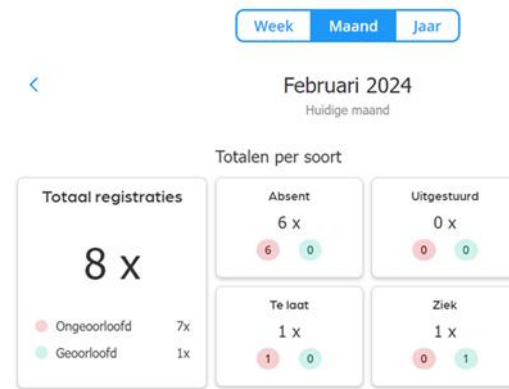 Week Maand Jaar
Februari 2024
Huidige maand
Totalen per soort
Totaal registraties
8 x
Ongeoorloofd 7x
Geoorloofd 1x
Absent
6 x
6 0
Uitgestuurd
0 x
0 0
Te laat
1 x
1 0
Ziek
1 x
0 1